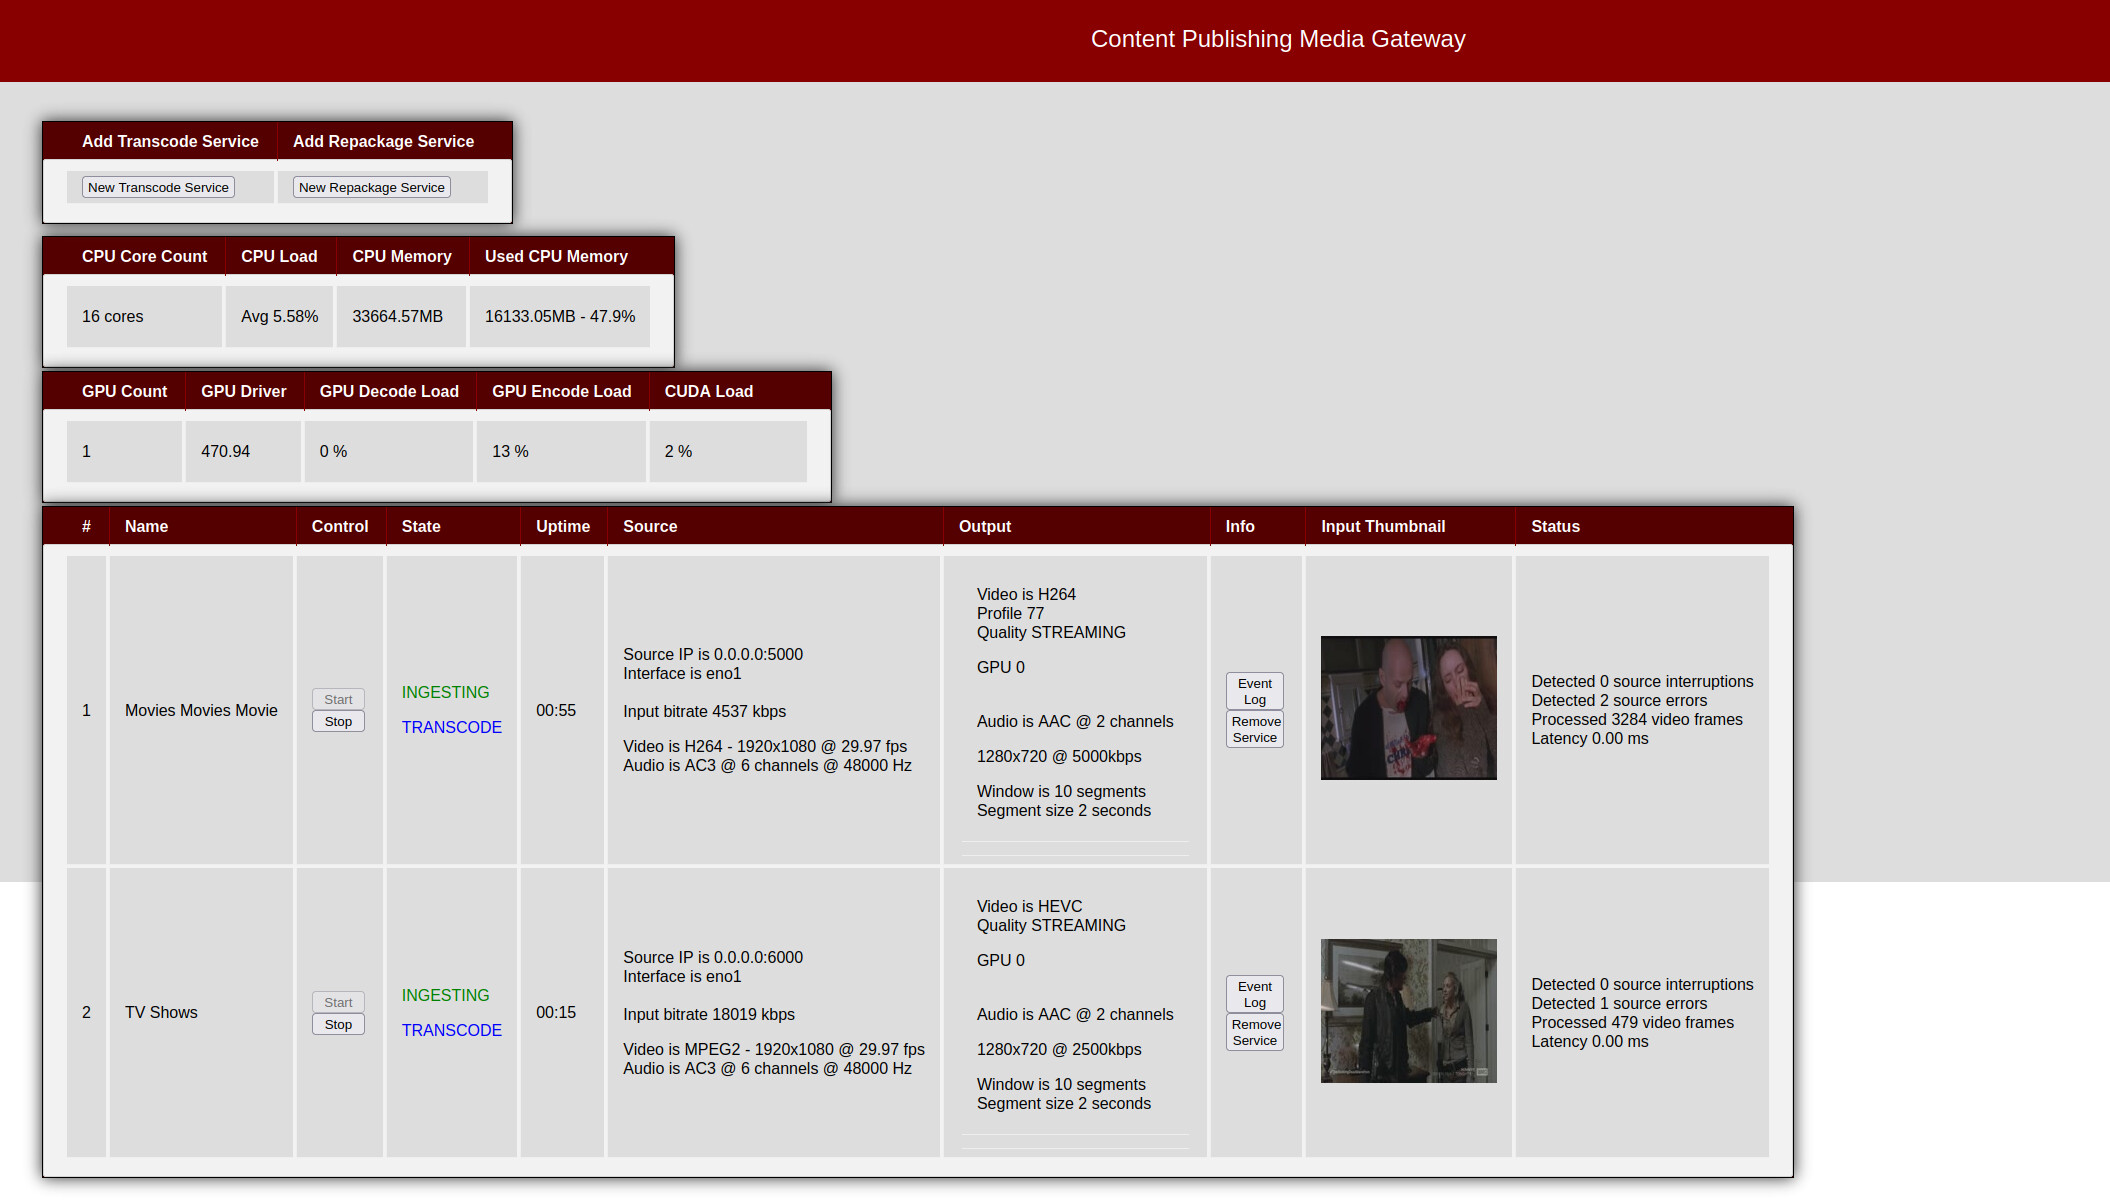 Content Publishing Media Gateway
Add Transcode Service Add Repackage Service
New Transcode Service New Repackage Service
CPU Core Count CPU Load CPU Memory Used CPU Memory
16 cores Avg 5.58% 33664.57MB 16133.05MB - 47.9%
GPU Count GPU Driver GPU Decode Load GPU Encode Load CUDA Load
1 470.94 0 % 13 % 2 %
# Name Control State Uptime Source Output Info Input Thumbnail Status
1
Movies Movies Movie
Start
Stop
INGESTING
TRANSCODE
00:55
Source IP is 0.0.0.0:5000
Interface is eno1
Input bitrate 4537 kbps
Video is H264 - 1920x1080 @ 29.97 fps
Audio is AC3 @ 6 channels @ 48000 Hz
Video is H264
Profile 77
Quality STREAMING
GPU 0
Audio is AAC @ 2 channels
1280x720 @ 5000kbps
Window is 10 segments
Segment size 2 seconds
Event
Log
Remove
Service
Detected 0 source interruptions
Detected 2 source errors
Processed 3284 video frames
Latency 0.00 ms
2
TV Shows
Start
Stop
INGESTING
TRANSCODE
00:15
Source IP is 0.0.0.0:6000
Interface is eno1
Input bitrate 18019 kbps
Video is MPEG2 - 1920x1080 @ 29.97 fps
Audio is AC3 @ 6 channels @ 48000 Hz
Video is HEVC
Quality STREAMING
GPU 0
Audio is AAC @ 2 channels
1280x720 @ 2500kbps
Window is 10 segments
Segment size 2 seconds
Event
Log
Remove
Service
Detected 0 source interruptions
Detected 1 source errors
Processed 479 video frames
Latency 0.00 ms